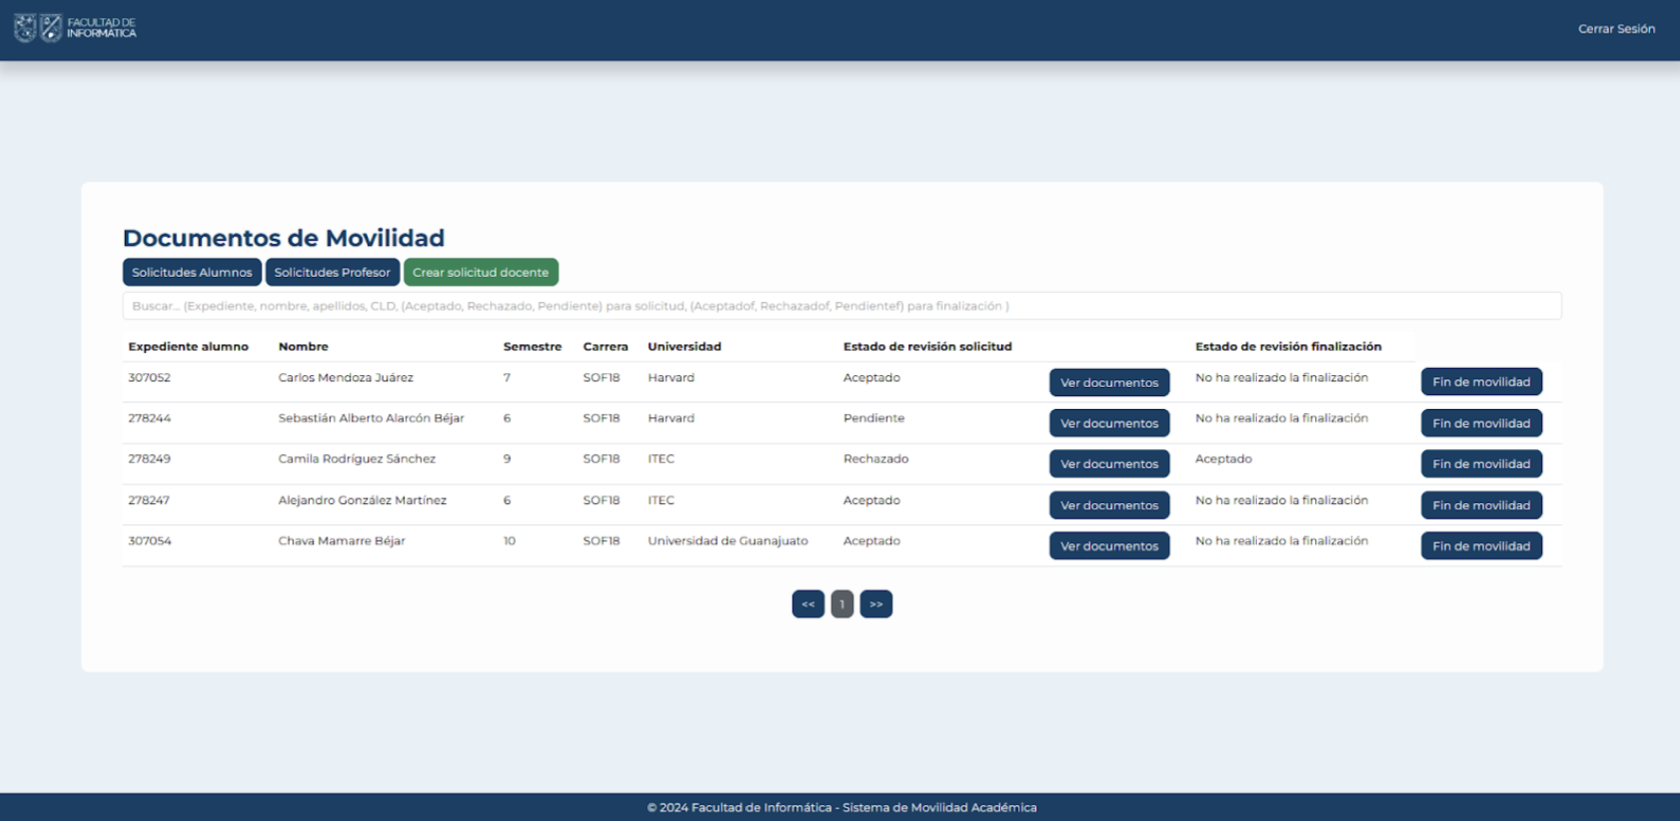 FACULTAD DE
INFORMÁTICA
Cerrar Sesión
Documentos de Movilidad
Solicitudes Alumnos Solicitudes Profesor Crear solicitud docente
Buscar... (Expediente, nombre, apellidos, CLD, (Aceptado, Rechazado, Pendiente) para solicitud, (Aceptadof, Rechazadof, Pendientef) para finalización )
Expediente alumno Nombre Semestre Carrera Universidad Estado de revisión solicitud Estado de revisión finalización
307052 Carlos Mendoza Juárez 7 SOF18 Harvard Aceptado Ver documentos No ha realizado la finalización Fin de movilidad
278244 Sebastián Alberto Alarcón Béjar 6 SOF18 Harvard Pendiente Ver documentos No ha realizado la finalización Fin de movilidad
278249 Camila Rodríguez Sánchez 9 SOF18 ITEC Rechazado Ver documentos Aceptado Fin de movilidad
278247 Alejandro González Martínez 6 SOF18 ITEC Aceptado Ver documentos No ha realizado la finalización Fin de movilidad
307054 Chava Mamarre Béjar 10 SOF18 Universidad de Guanajuato Aceptado Ver documentos No ha realizado la finalización Fin de movilidad
<< 1 >>
© 2024 Facultad de Informática - Sistema de Movilidad Académica